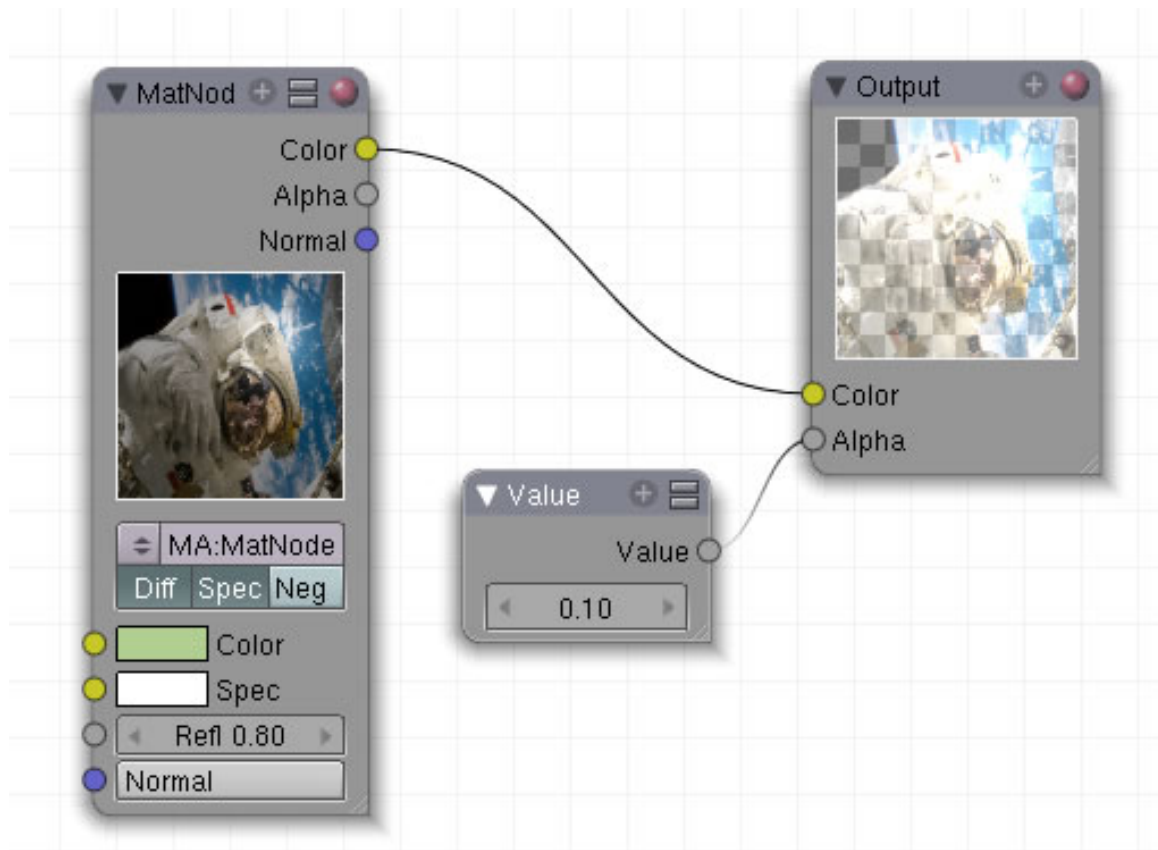 MatNod
Color
Alpha
Normal
MA:MatNode
Diff Spec Neg
Color
Spec
Refl 0.80
Normal
Value
Value
0.10
Output
Color
Alpha